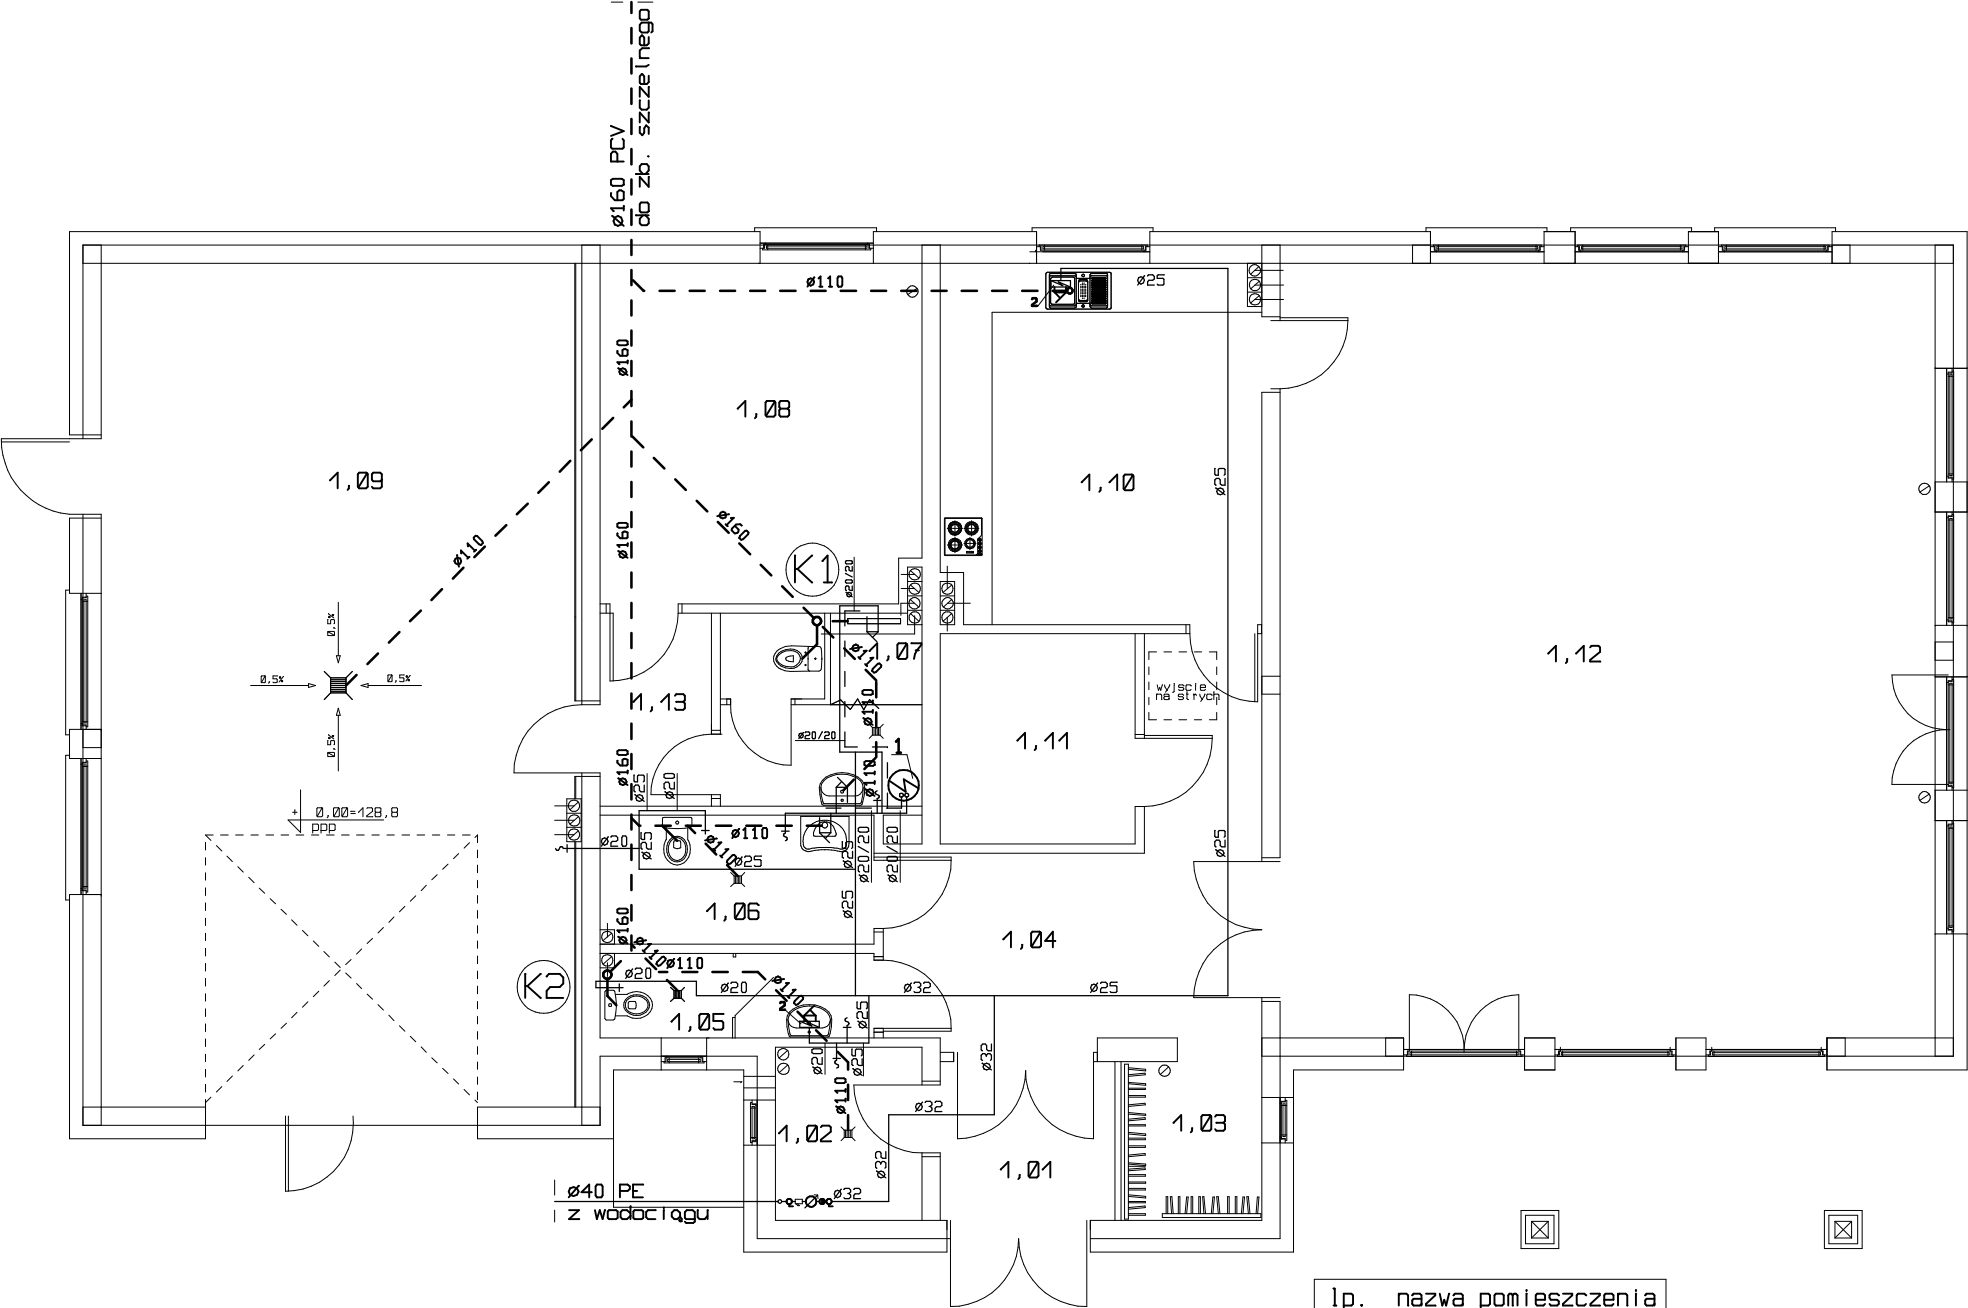 ø160 PCV
do zb. szczelnego
ø110
ø25
2
ø160
1,08
1,09
1,10
ø25
ø160
ø160
ø110
K1
ø20/20
0,5%
1,12
ø110
,07
0,5%
0,5%
wyjscie
na strych
1,13
ø110
0,5%
ø20/20
1
1,11
ø160
ø25
ø20
ø110
0,00=128,8
ppp
ø20
ø25
ø110
ø110
ø25
ø25
ø20/20
ø20/20
ø25
1,06
ø25
ø160
1,04
ø110
ø110
K2
ø20
ø20
ø110
2
ø32
ø25
1,05
ø25
ø20
ø25
ø32
ø110
ø32
1,02
1,03
ø32
1,01
ø40 PE
z wodociągu
ø32
lp. nazwa pomieszczenia